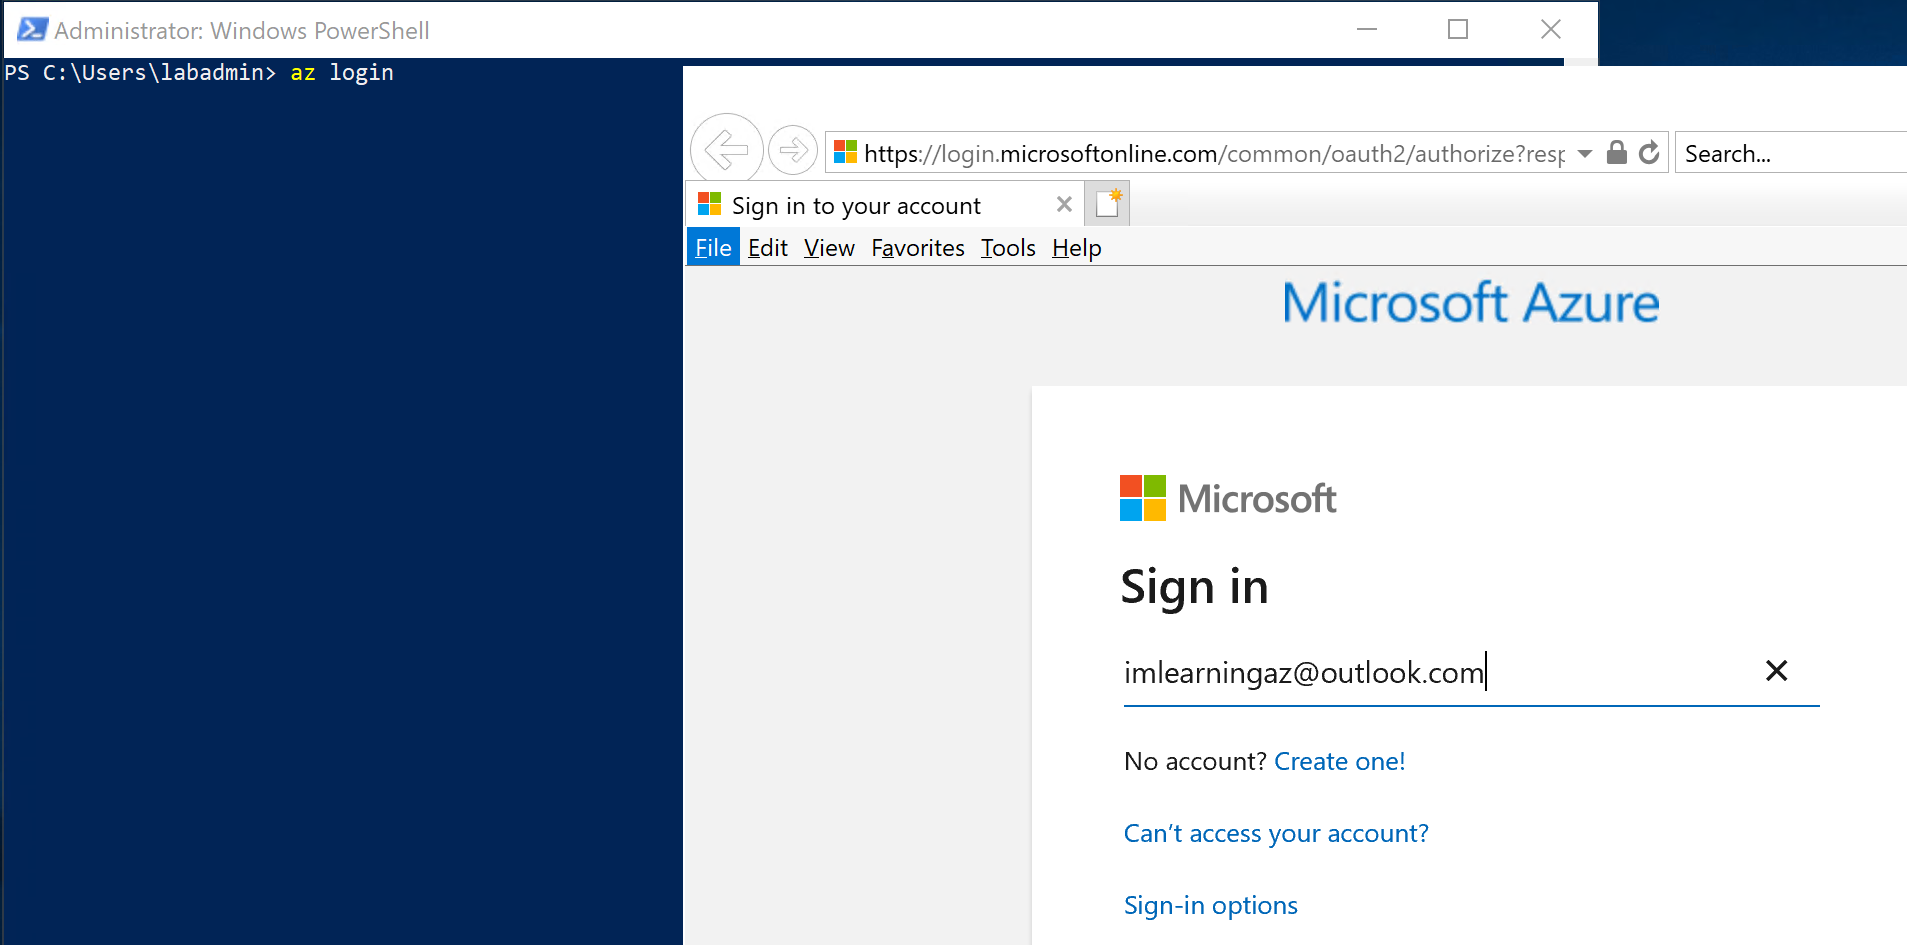 Administrator: Windows PowerShell
PS C:\Users\labadmin> az login
https://login.microsoftonline.com/common/oauth2/authorize?resp
Search...
Sign in to your account
File Edit View Favorites Tools Help
Microsoft Azure
Microsoft
Sign in
imlearningaz@outlook.com
No account? Create one!
Can’t access your account?
Sign-in options